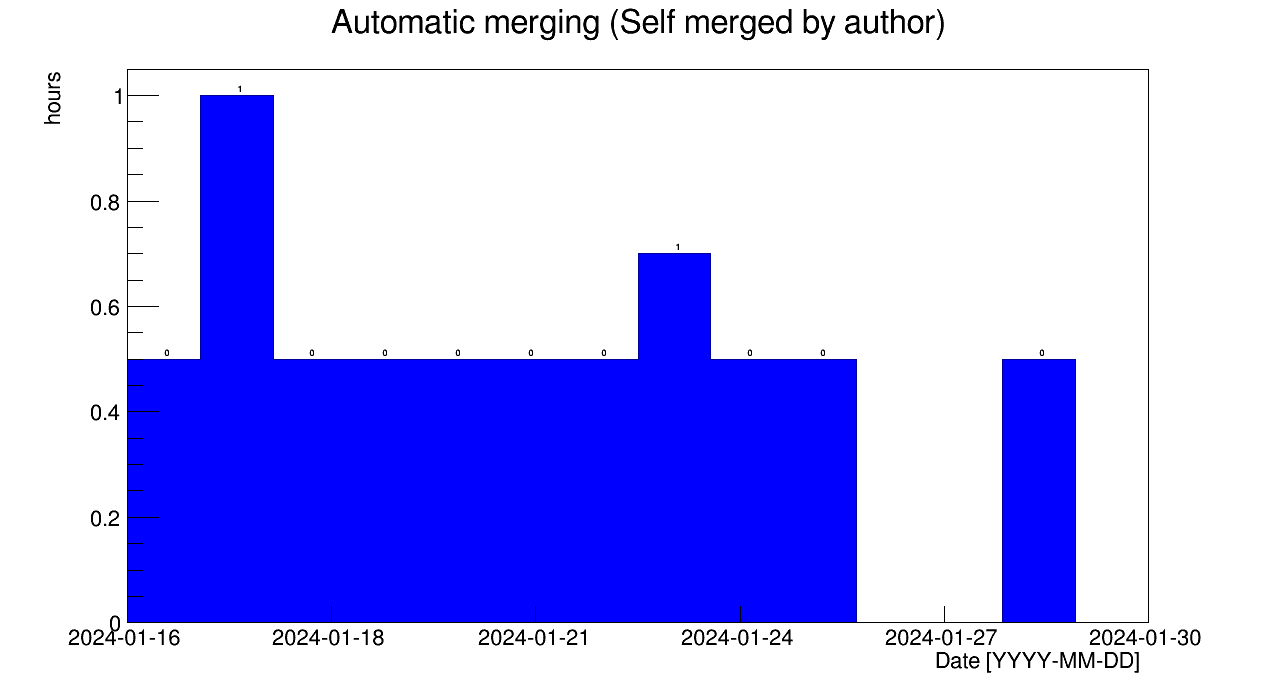 Automatic merging (Self merged by author)
hours
1
0.8
0.6
0.4
0.2
0
0 1 0 0 0 0 0 1 0 0 0
2024-01-16 2024-01-18 2024-01-21 2024-01-24 2024-01-27 2024-01-30
Date [YYYY-MM-DD]